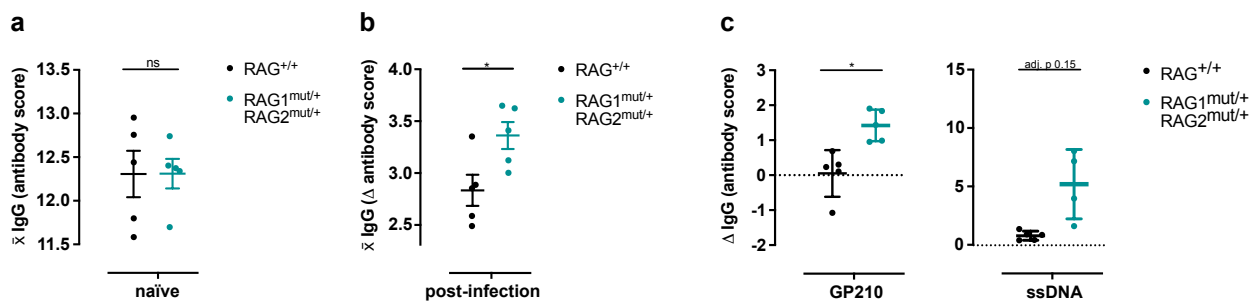 a
ns
x̄ IgG (antibody score)
13.5
13.0
12.5
12.0
11.5
naïve
RAG+/+
RAG1mut/+
RAG2mut/+
b
*
x̄ IgG (Δ antibody score)
4.0
3.5
3.0
2.5
post-infection
RAG+/+
RAG1mut/+
RAG2mut/+
c
*
Δ IgG (antibody score)
3
2
1
0
-1
-2
GP210
adj. p 0.15
15
10
5
0
ssDNA
RAG+/+
RAG1mut/+
RAG2mut/+